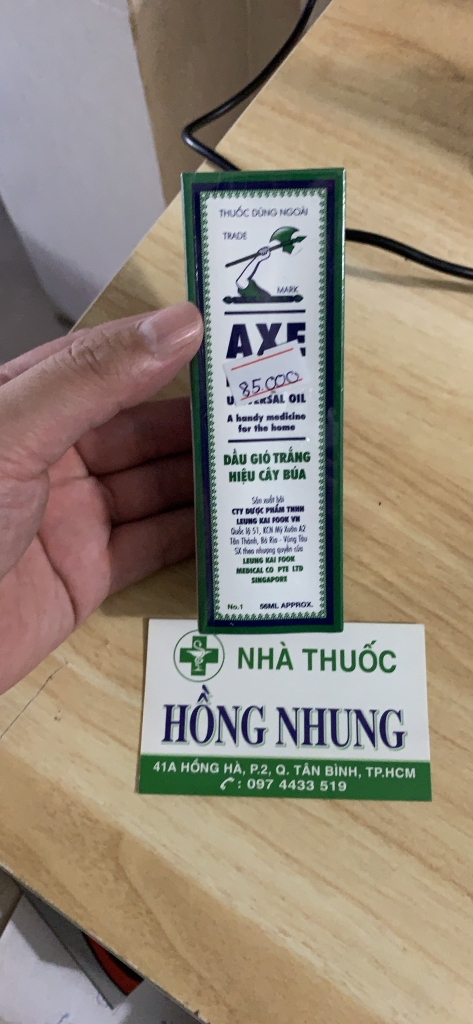 THUỐC DÙNG NGOÀI
TRADE
MARK
AXE
85.000
OIL
A handy medicine
for the home
DẦU GIÓ TRẮNG
HIỆU CÂY BÚA
Sản xuất bởi
CTY DƯỢC PHẨM TNHH
LEUNG KAI FOOK VN
Quốc lộ 51, KCN Mỹ Xuân A2
Tân Thành, Bà Rịa - Vũng Tàu
SX theo nhượng quyền của
LEUNG KAI FOOK
MEDICAL CO PTE LTD
SINGAPORE
No.1 56ML APPROX.
NHÀ THUỐC
HỒNG NHUNG
41A HỒNG HÀ, P.2, Q. TÂN BÌNH, TP.HCM
: 097 4433 519